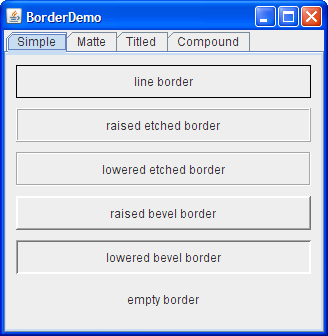 BorderDemo
Simple Matte Titled Compound
line border
raised etched border
lowered etched border
raised bevel border
lowered bevel border
empty border